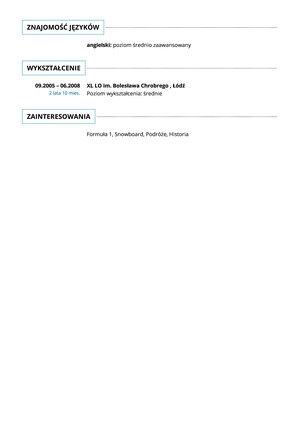 ZNAJOMOŚĆ JĘZYKÓW
angielski: poziom średnio zaawansowany
WYKSZTAŁCENIE
09.2005 – 06.2008 XL LO im. Bolesława Chrobrego , Łódź
2 lata 10 mies. Poziom wykształcenia: średnie
ZAINTERESOWANIA
Formuła 1, Snowboard, Podróże, Historia